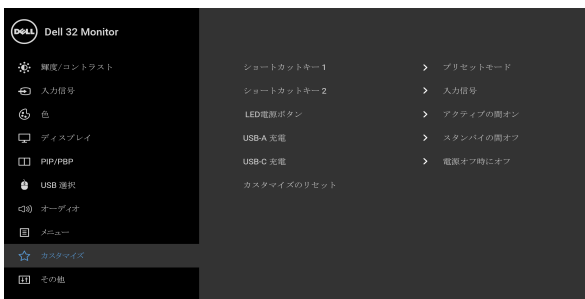 DELL Dell 32 Monitor
輝度/コントラスト
入力信号
色
ディスプレイ
PIP/PBP
USB 選択
オーディオ
メニュー
カスタマイズ
その他
ショートカットキー 1 プリセットモード
ショートカットキー 2 入力信号
LED電源ボタン アクティブの間オン
USB-A 充電 スタンバイの間オフ
USB-C 充電 電源オフ時にオフ
カスタマイズのリセット